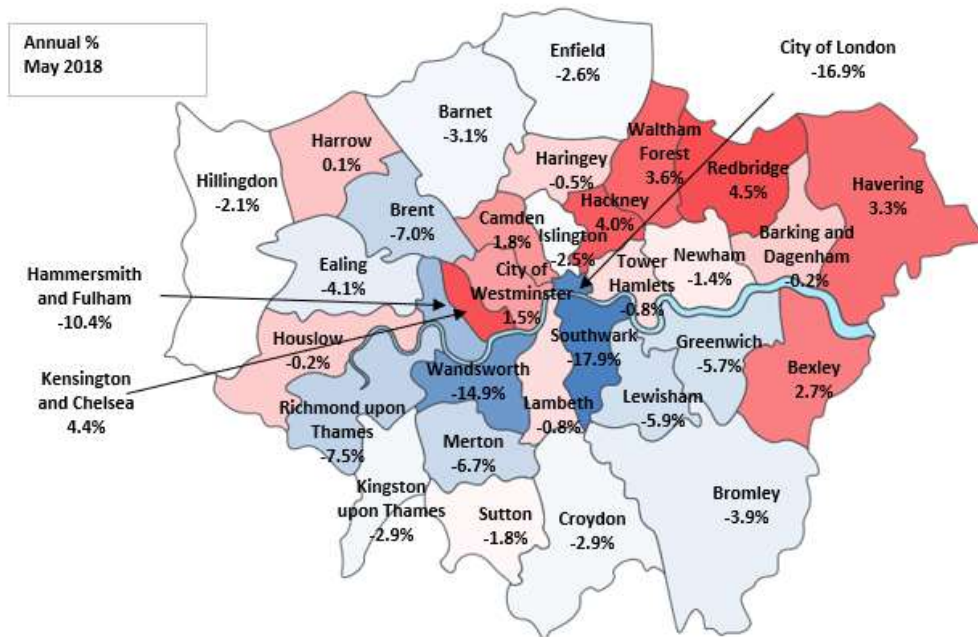 Annual %
May 2018
Enfield
-2.6%
City of London
-16.9%
Barnet
-3.1%
Harrow
0.1%
Waltham
Forest
3.6%
Haringey
-0.5%
Redbridge
4.5%
Havering
3.3%
Hillingdon
-2.1%
Brent
-7.0%
Camden
1.8%
Hackney
4.0%
Islington
-2.5%
Barking and
Dagenham
-0.2%
Newham
-1.4%
Tower
Hamlets
-0.8%
Ealing
-4.1%
City of
Westminster
1.5%
Hammersmith
and Fulham
-10.4%
Houslow
-0.2%
Southwark
-17.9%
Greenwich
-5.7%
Bexley
2.7%
Kensington
and Chelsea
4.4%
Wandsworth
-14.9%
Lambeth
-0.8%
Lewisham
-5.9%
Richmond upon
Thames
-7.5%
Merton
-6.7%
Kingston
upon Thames
-2.9%
Sutton
-1.8%
Croydon
-2.9%
Bromley
-3.9%